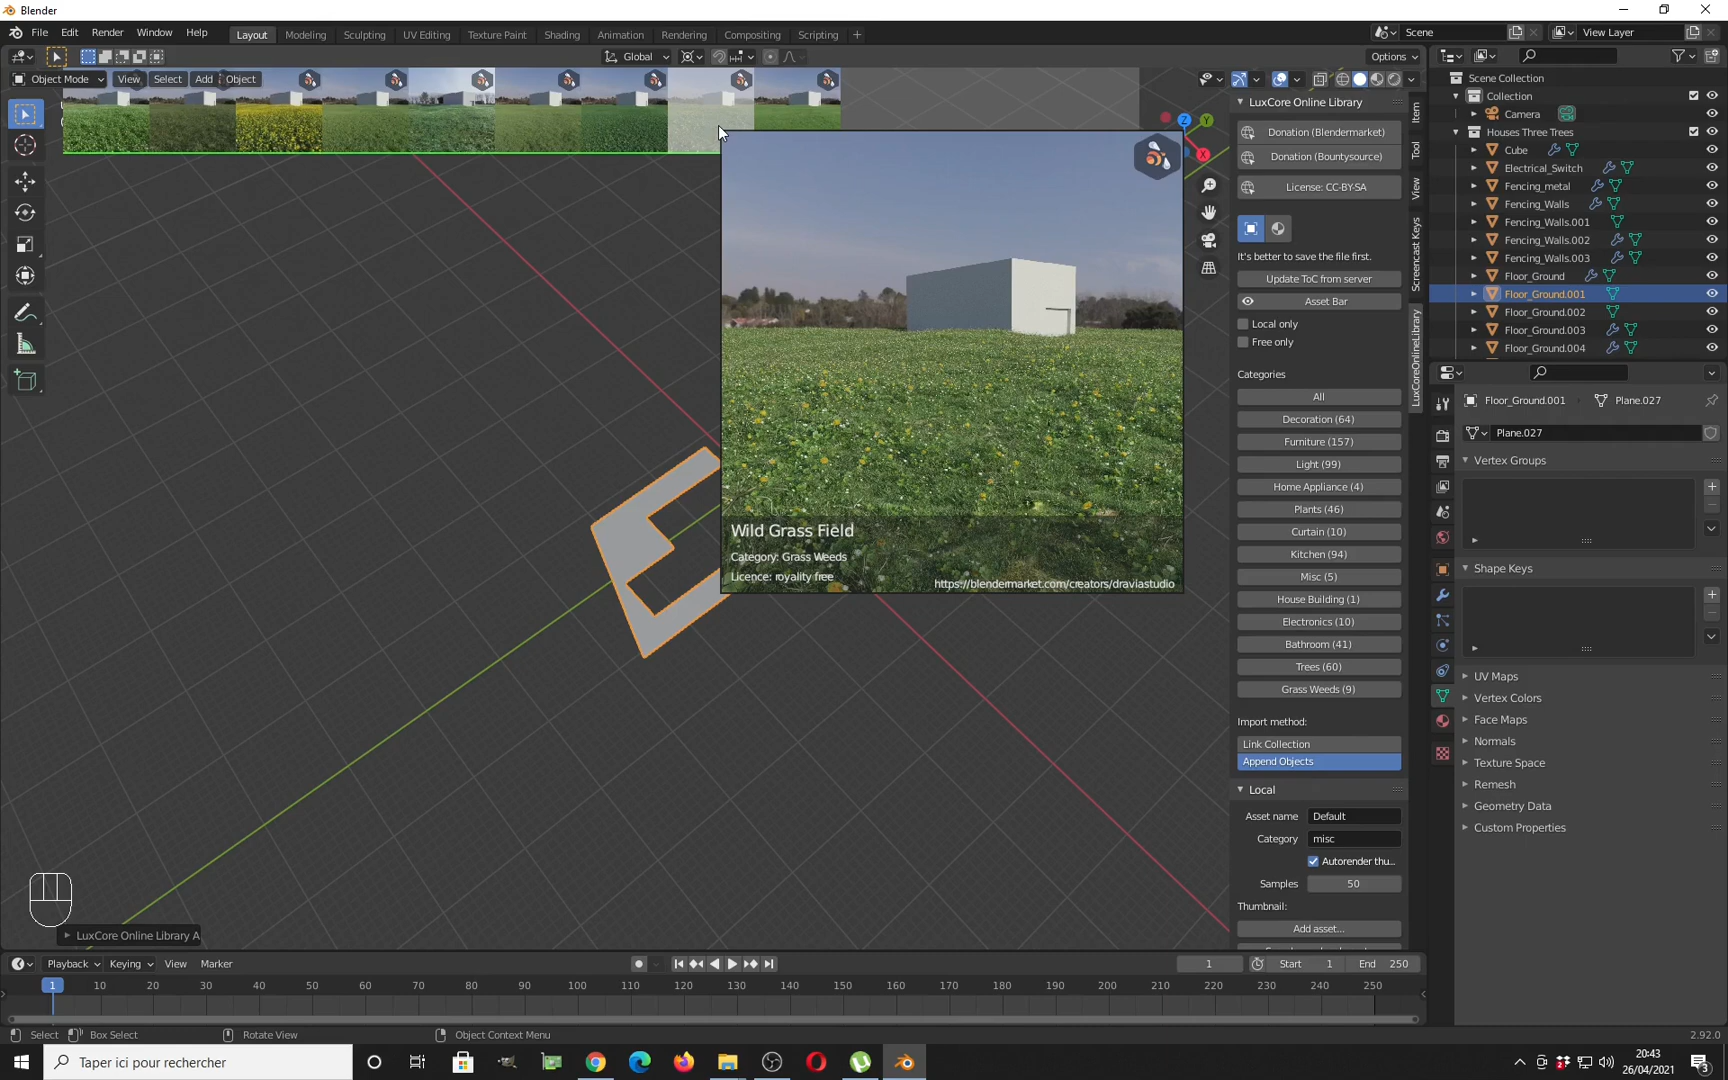 Blender
File Edit Render Window Help
Layout Modeling Sculpting UV Editing Texture Paint Shading Animation Rendering Compositing Scripting +
Scene View Layer
Global Options
Object Mode View Select Add Object
LuxCore Online Library
Donation (Blendermarket)
Donation (Bountysource)
License: CC-BY-SA
It's better to save the file first.
Update ToC from server
Asset Bar
Local only
Free only
Categories
All
Decoration (64)
Furniture (157)
Light (99)
Home Appliance (4)
Plants (46)
Curtain (10)
Kitchen (94)
Misc (5)
House Building (1)
Electronics (10)
Bathroom (41)
Trees (60)
Grass Weeds (9)
Import method:
Link Collection
Append Objects
Local
Asset name Default
Category misc
Autorender thu...
Samples 50
Thumbnail:
Add asset...
Item
Tool
View
Screencast Keys
LuxCoreOnlineLibrary
Z
Y
X
Wild Grass Field
Category: Grass Weeds
Licence: royality free
https://blendermarket.com/creators/draviastudio
Scene Collection
Collection
Camera
Houses Three Trees
Cube
Electrical_Switch
Fencing_metal
Fencing_Walls
Fencing_Walls.001
Fencing_Walls.002
Fencing_Walls.003
Floor_Ground
Floor_Ground.001
Floor_Ground.002
Floor_Ground.003
Floor_Ground.004
Floor_Ground.001 Plane.027
Plane.027
Vertex Groups
Shape Keys
UV Maps
Vertex Colors
Face Maps
Normals
Texture Space
Remesh
Geometry Data
Custom Properties
LuxCore Online Library A
Playback Keying View Marker
1 Start 1 End 250
1 10 20 30 40 50 60 70 80 90 100 110 120 130 140 150 160 170 180 190 200 210 220 230 240 250
Select Box Select Rotate View Object Context Menu 2.92.0
Taper ici pour rechercher
20:43
26/04/2021
3